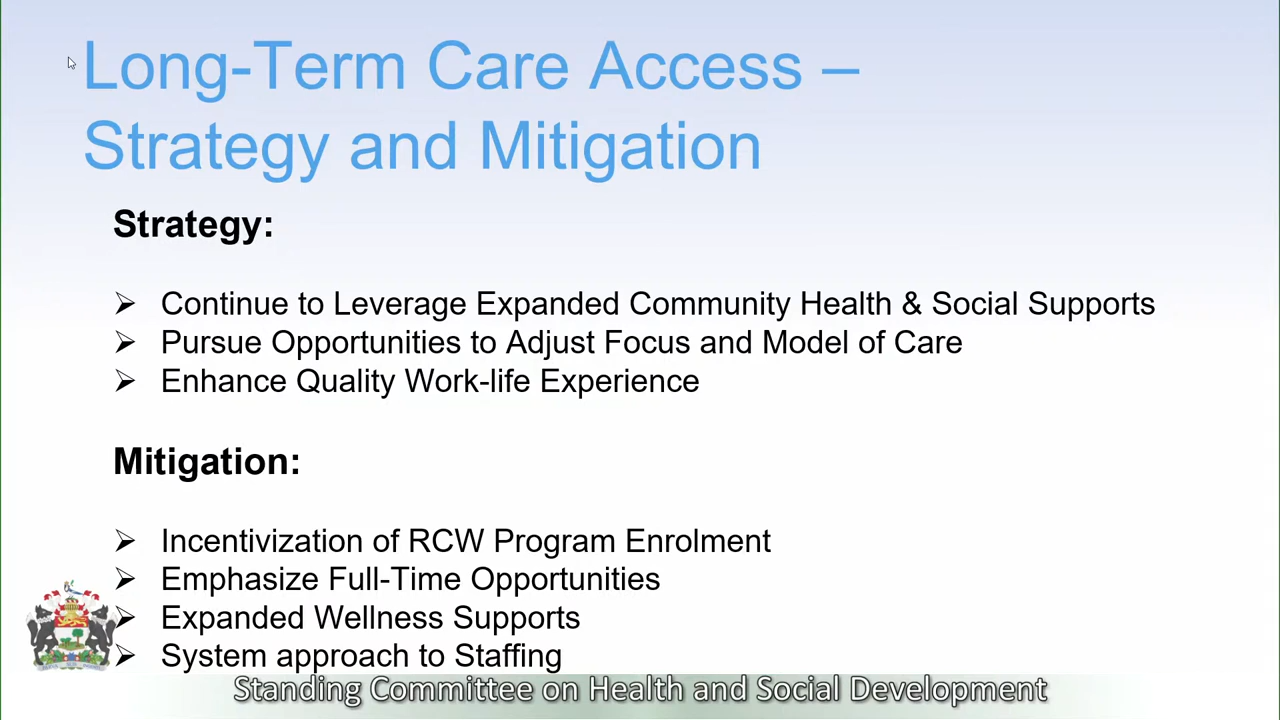 Long-Term Care Access –
Strategy and Mitigation
Strategy:
Continue to Leverage Expanded Community Health & Social Supports
Pursue Opportunities to Adjust Focus and Model of Care
Enhance Quality Work-life Experience
Mitigation:
Incentivization of RCW Program Enrolment
Emphasize Full-Time Opportunities
Expanded Wellness Supports
System approach to Staffing
Standing Committee on Health and Social Development